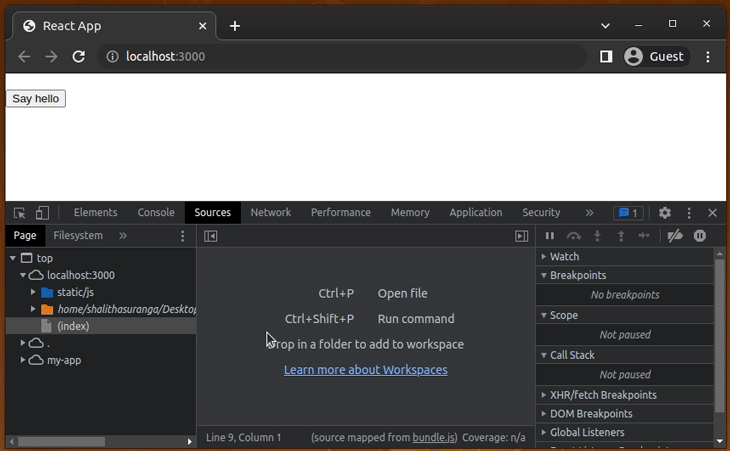 React App
localhost:3000
Guest
Say hello
Elements Console Sources Network Performance Memory Application Security » 1
Page Filesystem »
top
localhost:3000
static/js
home/shalithasuranga/Desktop
(index)
.
my-app
Ctrl+P Open file
Ctrl+Shift+P Run command
Drop in a folder to add to workspace
Learn more about Workspaces
Line 9, Column 1 (source mapped from bundle.js) Coverage: n/a
Watch
Breakpoints
No breakpoints
Scope
Not paused
Call Stack
Not paused
XHR/fetch Breakpoints
DOM Breakpoints
Global Listeners